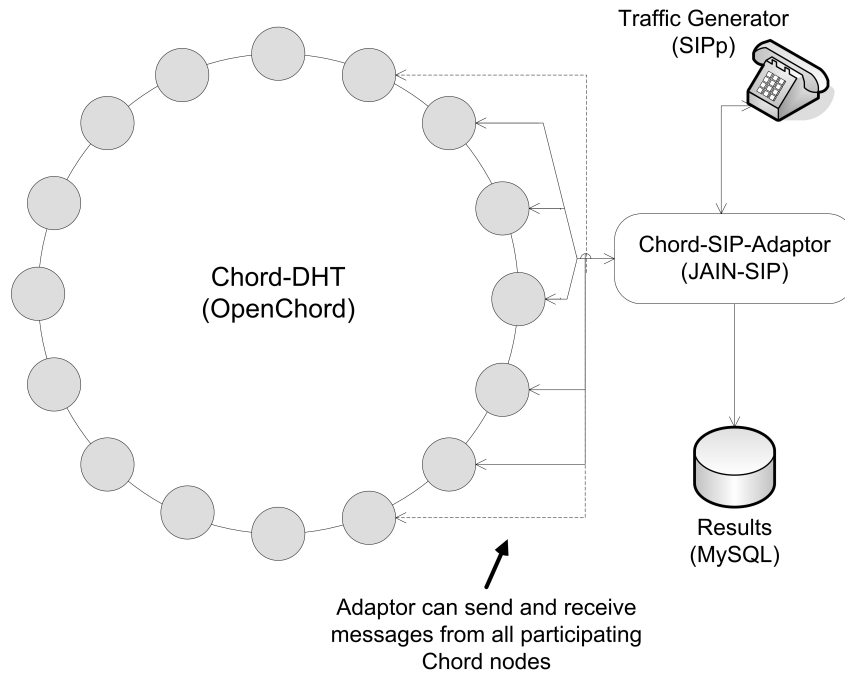 Traffic Generator
(SIPp)
Chord-DHT
(OpenChord)
Chord-SIP-Adaptor
(JAIN-SIP)
Results
(MySQL)
Adaptor can send and receive
messages from all participating
Chord nodes